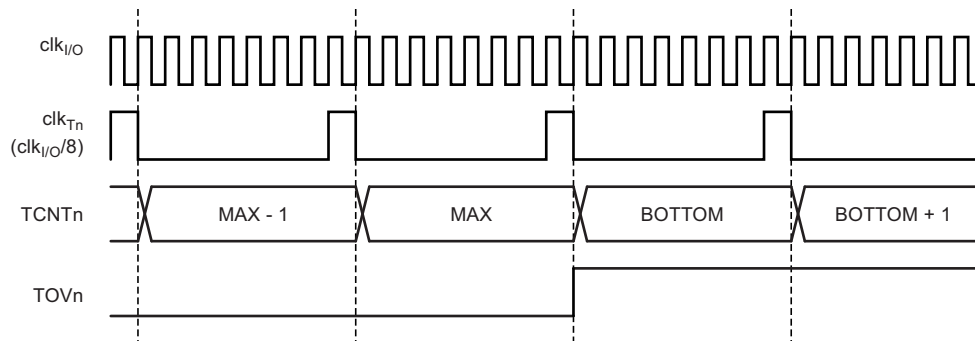 clkI/O
clkTn
(clkI/O/8)
TCNTn MAX - 1 MAX BOTTOM BOTTOM + 1
TOVn